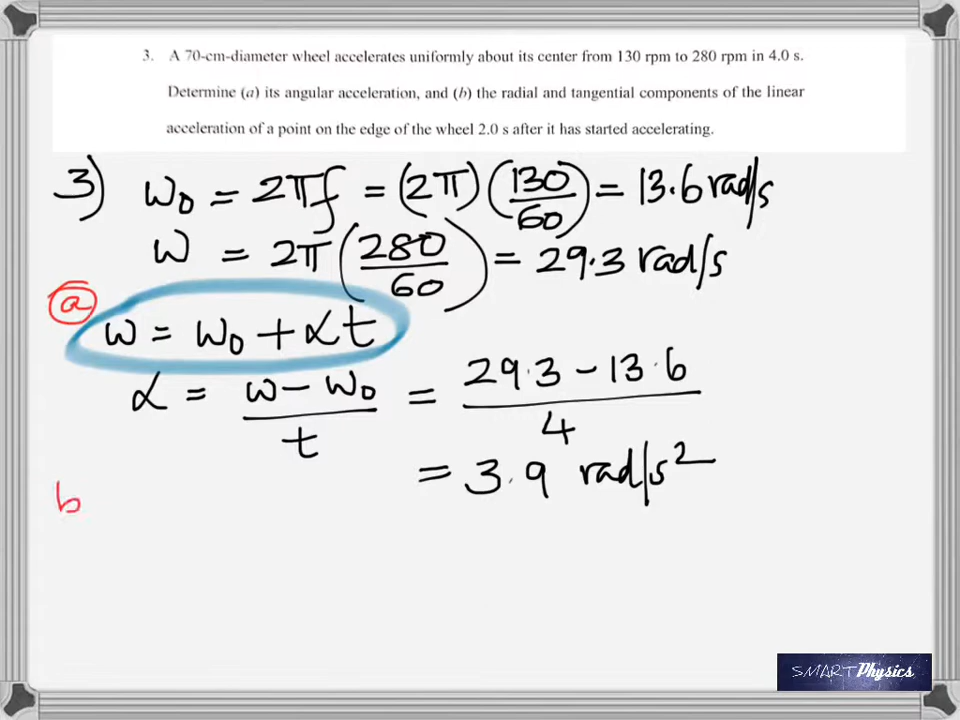 3. A 70-cm-diameter wheel accelerates uniformly about its center from 130 rpm to 280 rpm in 4.0 s.
Determine (a) its angular acceleration, and (b) the radial and tangential components of the linear
acceleration of a point on the edge of the wheel 2.0 s after it has started accelerating.
3) ω₀ = 2πf = (2π)(130/60) = 13.6 rad/s
ω = 2π(280/60) = 29.3 rad/s
a
ω = ω₀ + αt
α = (ω − ω₀)/t = (29.3 − 13.6)/4
= 3.9 rad/s²
b
SMART Physics